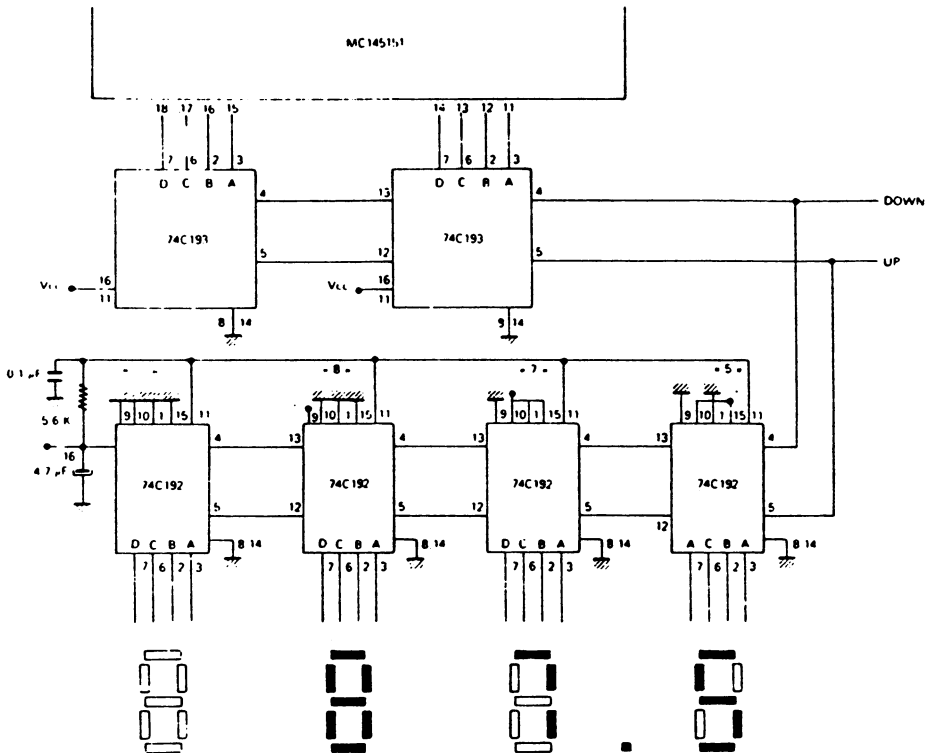 MC145151
18 17 16 15 14 13 12 11
7 6 2 3 7 6 2 3
D C B A D C B A
4 13 4
DOWN
74C193 74C193
5 12 5
UP
Vcc 16 Vcc 16
11 11
8 14 9 14
0.1 µF - - - 8 - - 7 - - 5 -
5.6 K
9 10 1 15 11 9 10 1 15 11 9 10 1 15 11 9 10 1 15 11
4 13 4 13 4 13 4
16
4.7 µF
74C192 74C192 74C192 74C192
5 12 5 12 5 12 5
D C B A D C B A D C B A A C B A
8 14 8 14 8 14 8 14
7 6 2 3 7 6 2 3 7 6 2 3 7 6 2 3